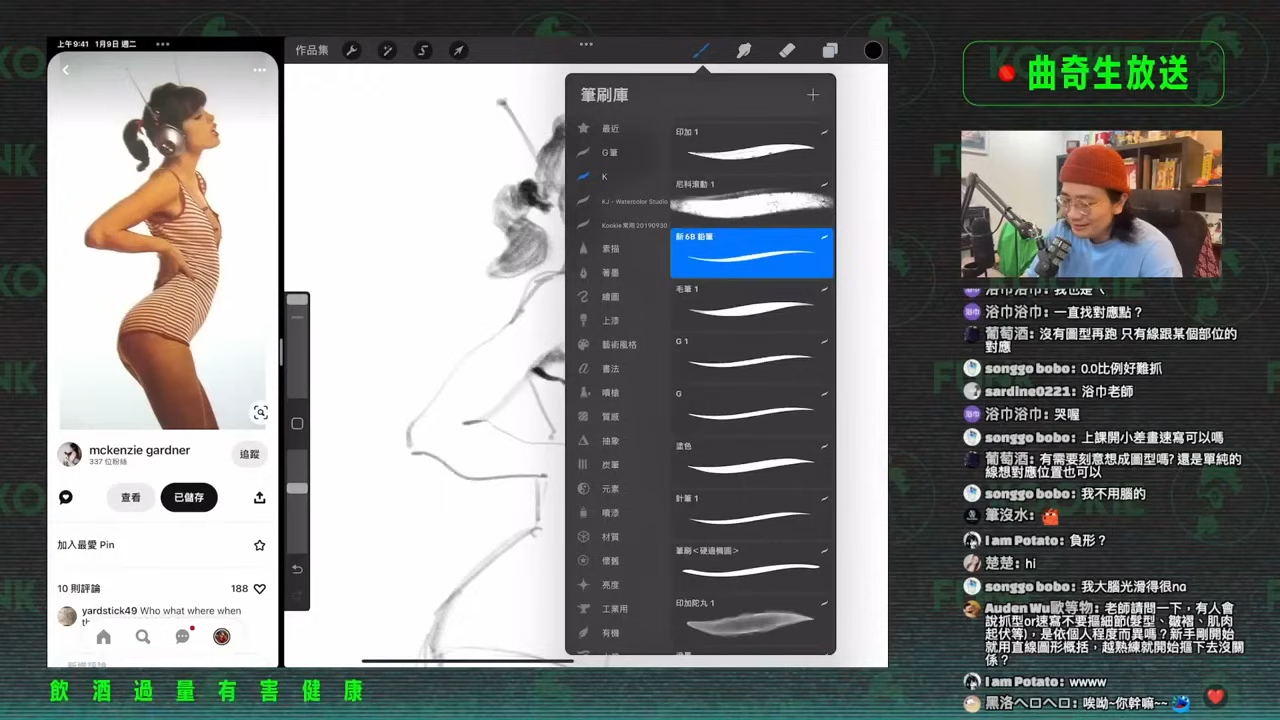 上午9:41 1月9日 週二
mckenzie gardner
337 位粉絲
追蹤
查看
已儲存
加入最愛 Pin
10 則評論
188
yardstick49 Who what where when
作品集
筆刷庫
最近
G筆
K
KJ - Watercolor Studio
Kookie 常用 20190930
素描
著墨
繪圖
上漆
藝術風格
書法
噴槍
質感
抽象
炭筆
元素
噴漆
材質
懷舊
亮度
工業用
有機
印加 1
尼科滾動 1
新 6B 鉛筆
毛筆 1
G 1
G
塗色
針筆 1
筆刷<硬邊橢圓>
印加陀丸 1
曲奇生放送
浴巾浴巾: 一直找對應點?
葡萄酒: 沒有圖型再跑 只有線跟某個部位的
對應
songgo bobo: 0.0比例好難抓
sardine0221: 浴巾老師
浴巾浴巾: 哭喔
songgo bobo: 上課開小差畫速寫可以嗎
葡萄酒: 有需要刻意想成圖型嗎? 還是單純的
線想對應位置也可以
songgo bobo: 我不用腦的
筆沒水:
I am Potato: 負形?
楚楚: hi
songgo bobo: 我大腦光滑得很na
Auden Wu歐等物: 老師請問一下，有人會
說抓型or速寫不要摳細節(髮型、皺褶、肌肉
起伏等)，是依個人程度而異嗎？新手剛開始
就用直線圖形概括，越熟練就開始摳下去沒關
係？
I am Potato: wwww
黑洛へロへロ: 唉呦~你幹嘛~~
飲酒過量有害健康